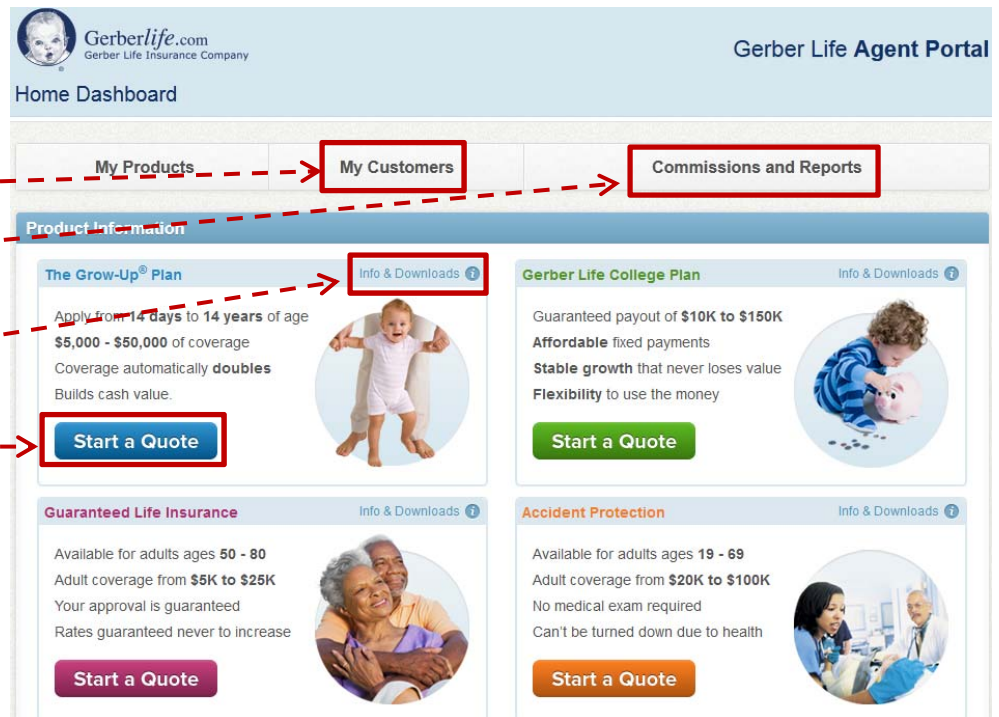 Gerberlife.com
Gerber Life Insurance Company
Gerber Life Agent Portal
Home Dashboard
My Products
My Customers
Commissions and Reports
Product Information
The Grow-Up® Plan
Info & Downloads
Apply from 14 days to 14 years of age
$5,000 - $50,000 of coverage
Coverage automatically doubles
Builds cash value.
Start a Quote
Gerber Life College Plan
Info & Downloads
Guaranteed payout of $10K to $150K
Affordable fixed payments
Stable growth that never loses value
Flexibility to use the money
Start a Quote
Guaranteed Life Insurance
Info & Downloads
Available for adults ages 50 - 80
Adult coverage from $5K to $25K
Your approval is guaranteed
Rates guaranteed never to increase
Start a Quote
Accident Protection
Info & Downloads
Available for adults ages 19 - 69
Adult coverage from $20K to $100K
No medical exam required
Can't be turned down due to health
Start a Quote